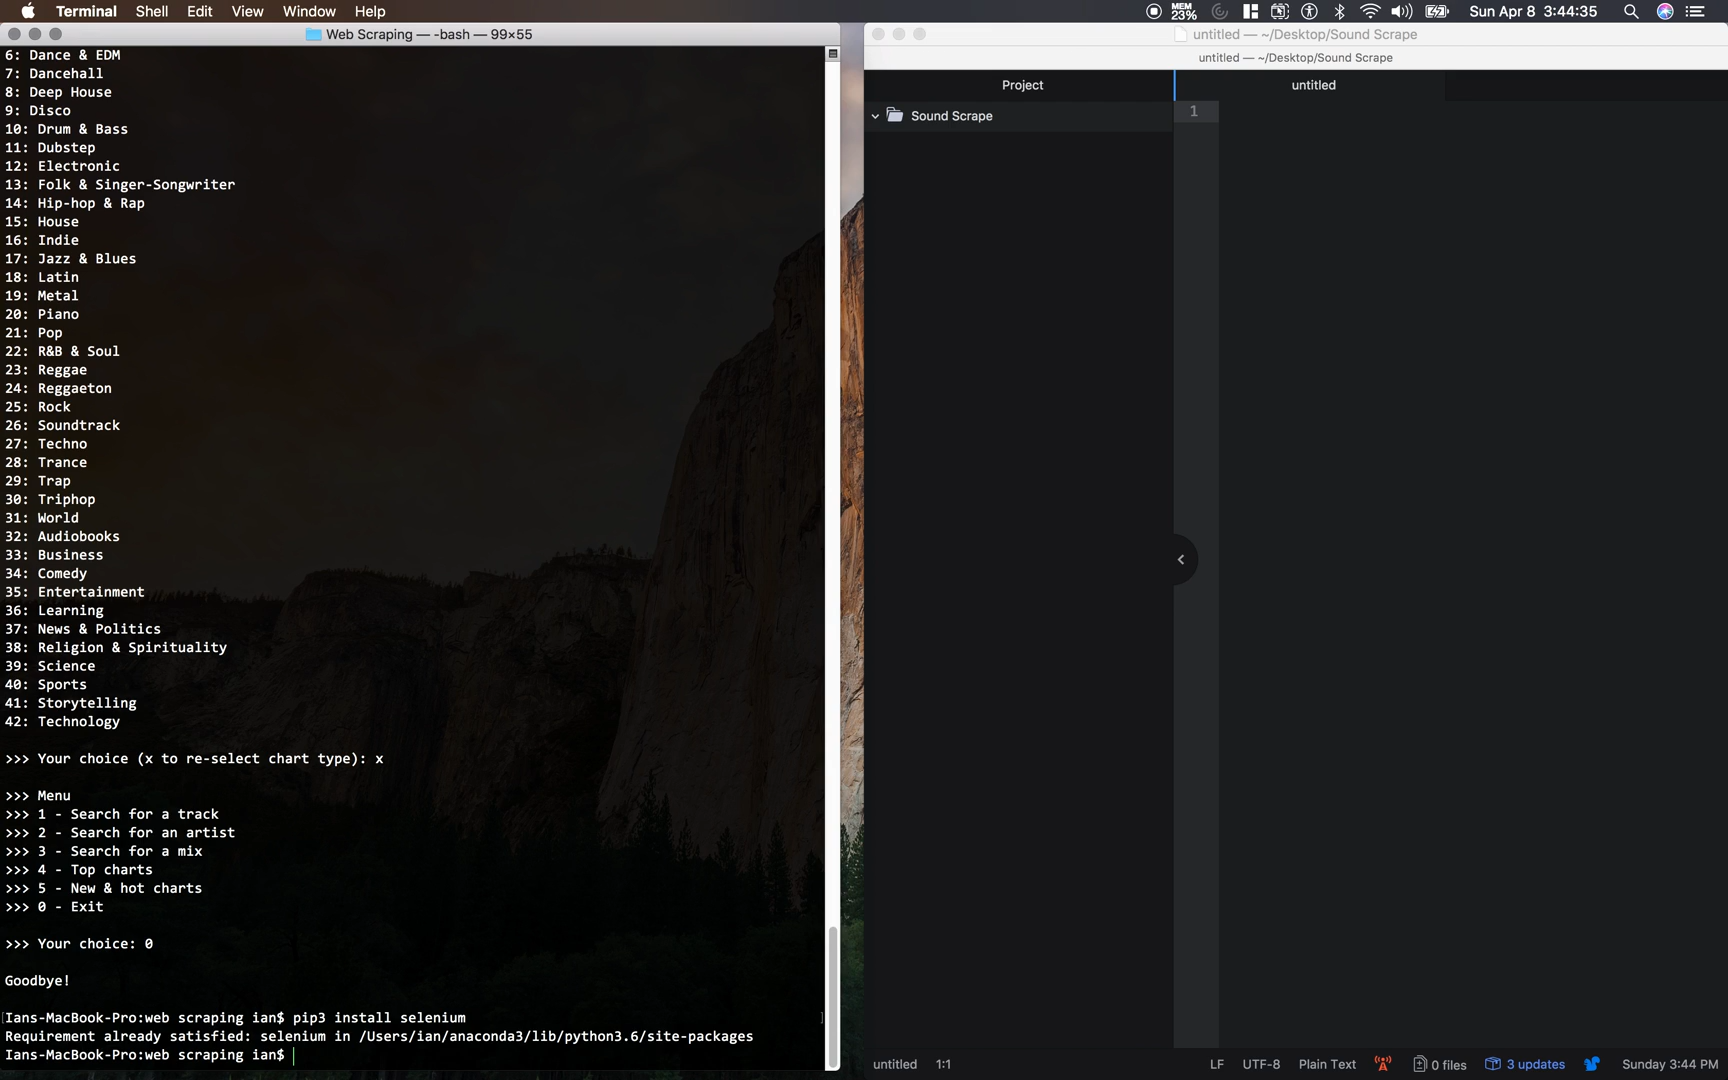 Terminal Shell Edit View Window Help
MEM 23% Sun Apr 8 3:44:35
Web Scraping — -bash — 99×55
6: Dance & EDM
7: Dancehall
8: Deep House
9: Disco
10: Drum & Bass
11: Dubstep
12: Electronic
13: Folk & Singer-Songwriter
14: Hip-hop & Rap
15: House
16: Indie
17: Jazz & Blues
18: Latin
19: Metal
20: Piano
21: Pop
22: R&B & Soul
23: Reggae
24: Reggaeton
25: Rock
26: Soundtrack
27: Techno
28: Trance
29: Trap
30: Triphop
31: World
32: Audiobooks
33: Business
34: Comedy
35: Entertainment
36: Learning
37: News & Politics
38: Religion & Spirituality
39: Science
40: Sports
41: Storytelling
42: Technology
>>> Your choice (x to re-select chart type): x
>>> Menu
>>> 1 - Search for a track
>>> 2 - Search for an artist
>>> 3 - Search for a mix
>>> 4 - Top charts
>>> 5 - New & hot charts
>>> 0 - Exit
>>> Your choice: 0
Goodbye!
[Ians-MacBook-Pro:web scraping ian$ pip3 install selenium ]
Requirement already satisfied: selenium in /Users/ian/anaconda3/lib/python3.6/site-packages
Ians-MacBook-Pro:web scraping ian$
untitled — ~/Desktop/Sound Scrape
untitled — ~/Desktop/Sound Scrape
Project
untitled
Sound Scrape
1
untitled 1:1
LF UTF-8 Plain Text 0 files 3 updates Sunday 3:44 PM